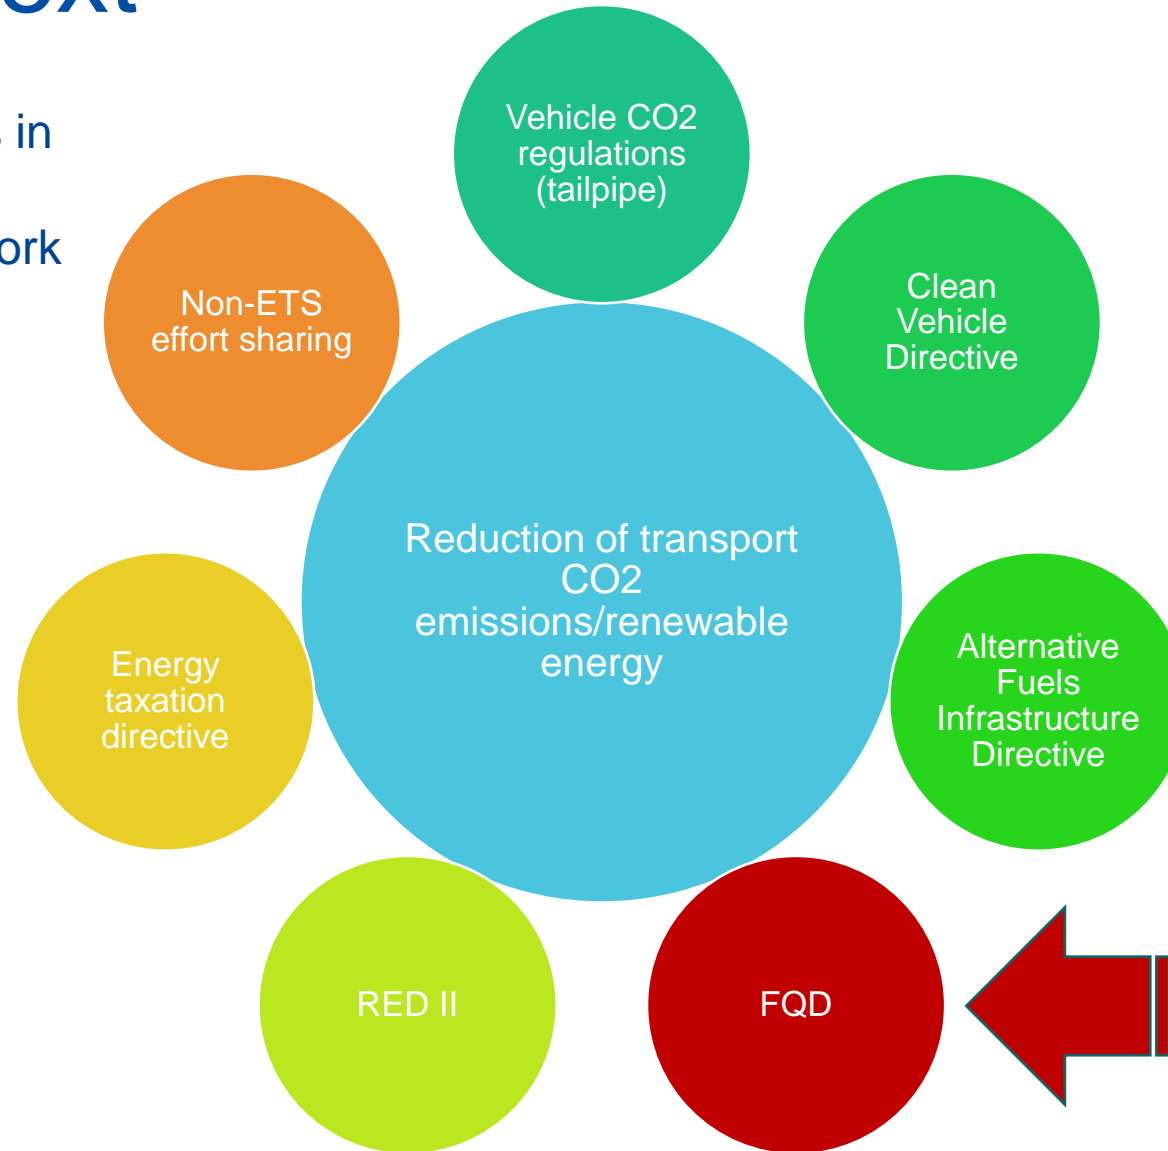 in
ork
Vehicle CO2
regulations
(tailpipe)
Non-ETS
effort sharing
Clean
Vehicle
Directive
Reduction of transport
CO2
emissions/renewable
energy
Energy
taxation
directive
Alternative
Fuels
Infrastructure
Directive
RED II
FQD